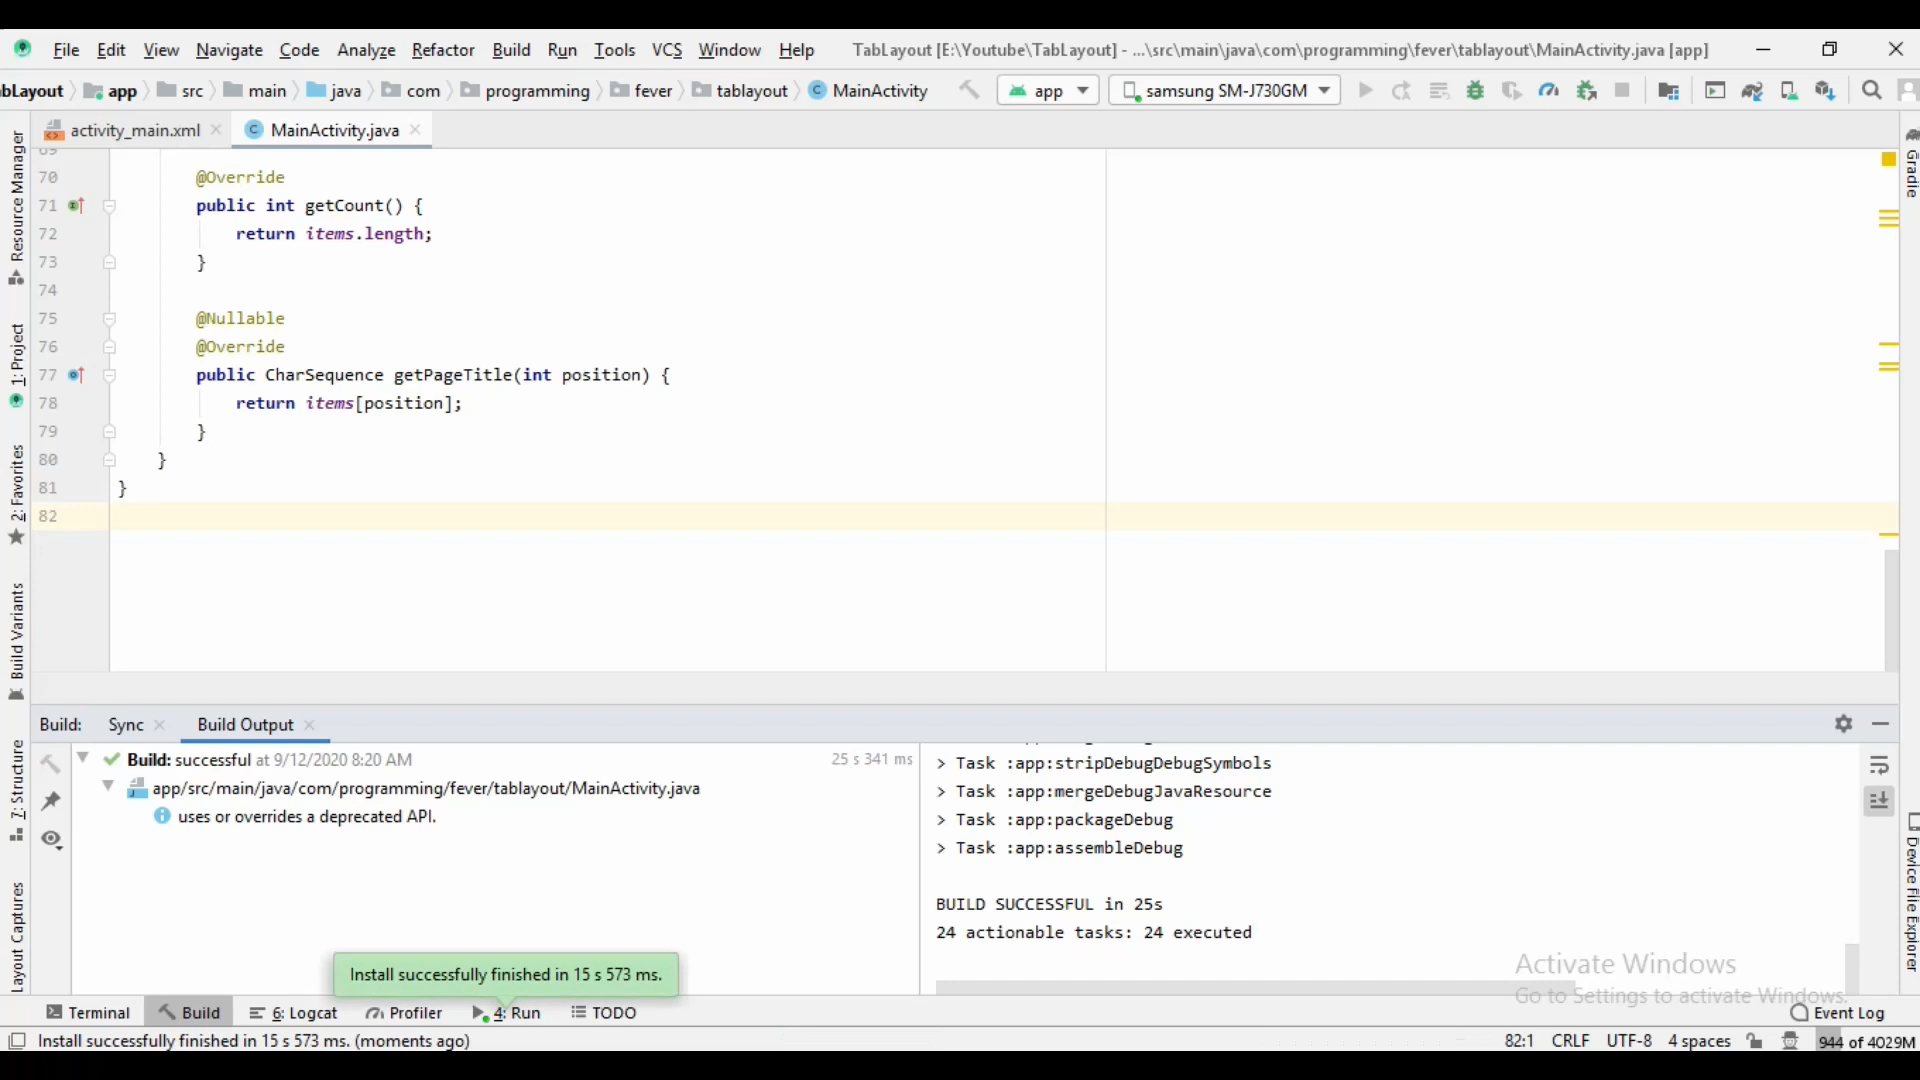 File Edit View Navigate Code Analyze Refactor Build Run Tools VCS Window Help TabLayout [E:\Youtube\TabLayout] - ...\src\main\java\com\programming\fever\tablayout\MainActivity.java [app]
bLayout app src main java com programming fever tablayout MainActivity app samsung SM-J730GM
activity_main.xml MainActivity.java
69
70 @Override
71 public int getCount() {
72 return items.length;
73 }
74
75 @Nullable
76 @Override
77 public CharSequence getPageTitle(int position) {
78 return items[position];
79 }
80 }
81 }
82
Resource Manager
1: Project
2: Favorites
Build Variants
7: Structure
Layout Captures
Gradle
Device File Explorer
Build: Sync Build Output
Build: successful at 9/12/2020 8:20 AM 25 s 341 ms
app/src/main/java/com/programming/fever/tablayout/MainActivity.java
uses or overrides a deprecated API.
> Task :app:stripDebugDebugSymbols
> Task :app:mergeDebugJavaResource
> Task :app:packageDebug
> Task :app:assembleDebug
BUILD SUCCESSFUL in 25s
24 actionable tasks: 24 executed
Install successfully finished in 15 s 573 ms.
Activate Windows
Go to Settings to activate Windows.
Terminal Build 6: Logcat Profiler 4: Run TODO Event Log
Install successfully finished in 15 s 573 ms. (moments ago) 82:1 CRLF UTF-8 4 spaces 944 of 4029M